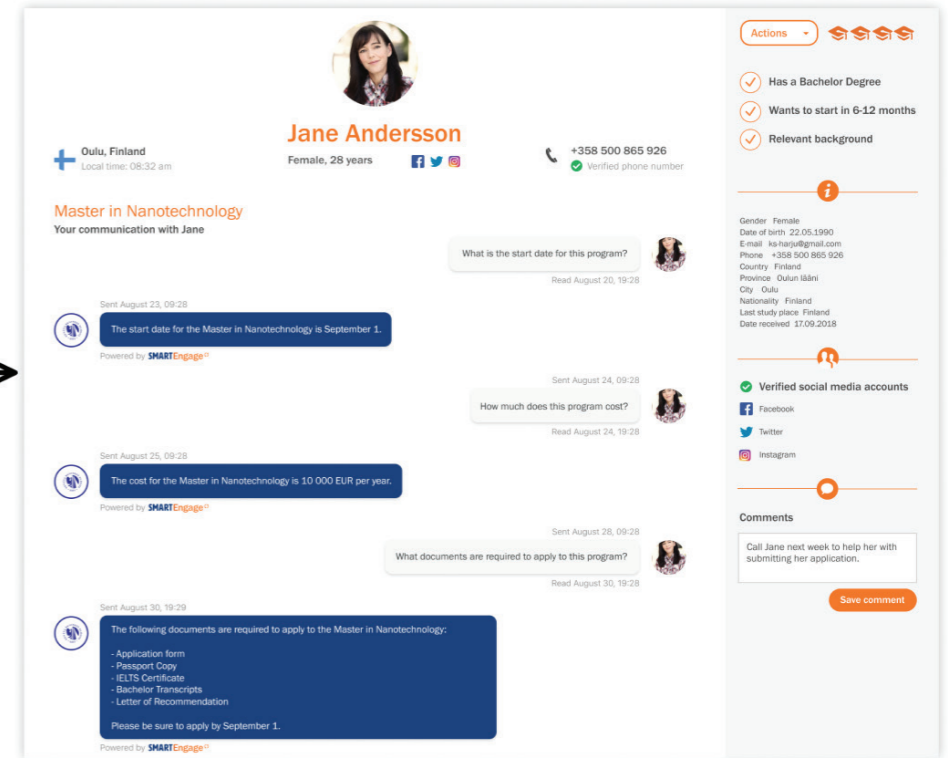 Jane Andersson
Oulu, Finland
Local time: 08:32 am
Female, 28 years
+358 500 865 926
Verified phone number
Master in Nanotechnology
Your communication with Jane
What is the start date for this program?
Read August 20, 19:28
Sent August 23, 09:28
The start date for the Master in Nanotechnology is September 1.
Powered by SMARTEngage
Sent August 24, 09:28
How much does this program cost?
Read August 24, 19:28
Sent August 25, 09:28
The cost for the Master in Nanotechnology is 10 000 EUR per year.
Powered by SMARTEngage
Sent August 28, 09:28
What documents are required to apply to this program?
Read August 30, 19:28
Sent August 30, 19:29
The following documents are required to apply to the Master in Nanotechnology:
- Application form
- Passport Copy
- IELTS Certificate
- Bachelor Transcripts
- Letter of Recommendation
Please be sure to apply by September 1.
Powered by SMARTEngage
Actions
Has a Bachelor Degree
Wants to start in 6-12 months
Relevant background
Gender Female
Date of birth 22.05.1990
E-mail ks-harju@gmail.com
Phone +358 500 865 926
Country Finland
Province Oulun lääni
City Oulu
Nationality Finland
Last study place Finland
Date received 17.09.2018
Verified social media accounts
Facebook
Twitter
Instagram
Comments
Call Jane next week to help her with
submitting her application.
Save comment